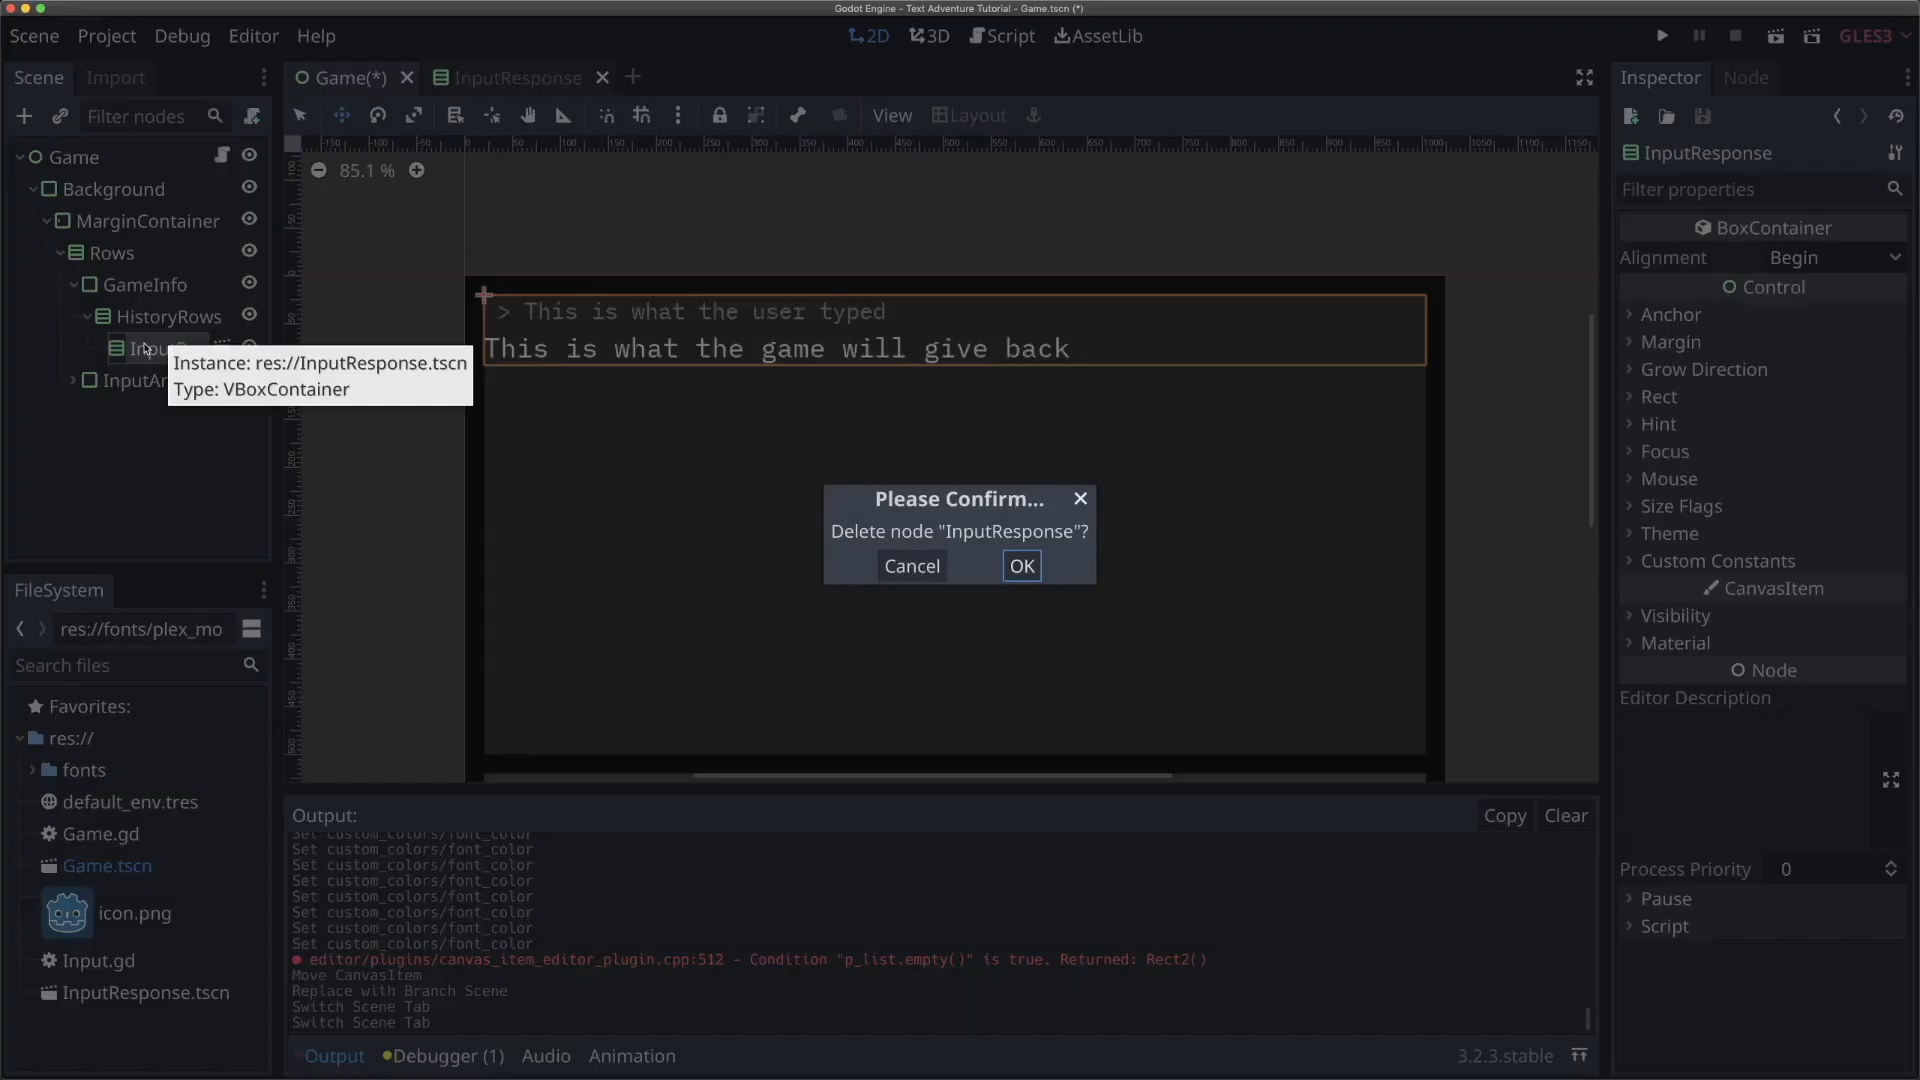 Godot Engine - Text Adventure Tutorial - Game.tscn (*)
Scene Project Debug Editor Help
2D 3D Script AssetLib
GLES3
Scene Import
Game(*) InputResponse
Inspector Node
Filter nodes
View Layout
85.1 %
Game
Background
MarginContainer
Rows
GameInfo
HistoryRows
Instance: res://InputResponse.tscn
Type: VBoxContainer
> This is what the user typed
This is what the game will give back
Please Confirm...
Delete node "InputResponse"?
Cancel OK
InputResponse
Filter properties
BoxContainer
Alignment Begin
Control
Anchor
Margin
Grow Direction
Rect
Hint
Focus
Mouse
Size Flags
Theme
Custom Constants
CanvasItem
Visibility
Material
Node
Editor Description
Process Priority 0
Pause
Script
FileSystem
res://fonts/plex_mo
Search files
Favorites:
res://
fonts
default_env.tres
Game.gd
Game.tscn
icon.png
Input.gd
InputResponse.tscn
Output:
Copy Clear
Set custom_colors/font_color
Set custom_colors/font_color
Set custom_colors/font_color
Set custom_colors/font_color
Set custom_colors/font_color
Set custom_colors/font_color
Set custom_colors/font_color
Set custom_colors/font_color
editor/plugins/canvas_item_editor_plugin.cpp:512 - Condition "p_list.empty()" is true. Returned: Rect2()
Move CanvasItem
Replace with Branch Scene
Switch Scene Tab
Switch Scene Tab
Output Debugger (1) Audio Animation
3.2.3.stable